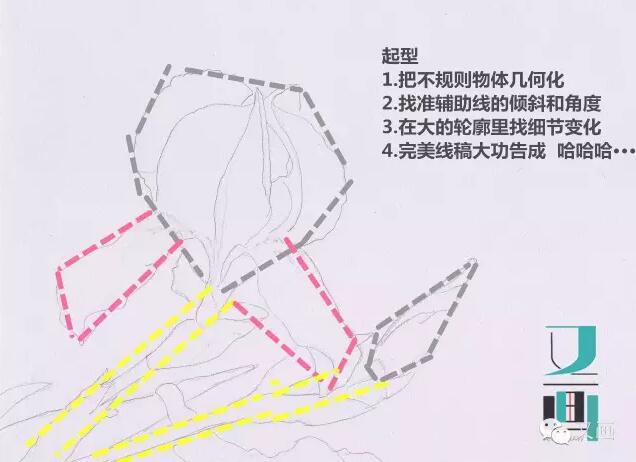 起型
1.把不规则物体几何化
2.找准辅助线的倾斜和角度
3.在大的轮廓里找细节变化
4.完美线稿大功告成 哈哈哈…